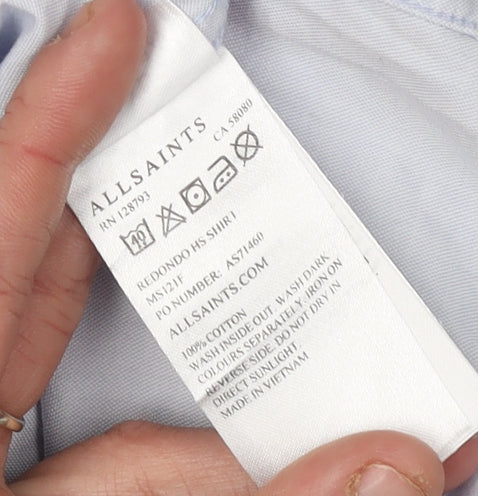 ALLSAINTS
RN 128793 CA 58080
40
REDONDO HS SHIRT
MS121F
PO NUMBER: AS71460
ALLSAINTS.COM
100% COTTON
WASH INSIDE OUT. WASH DARK
COLOURS SEPARATELY. IRON ON
REVERSE SIDE. DO NOT DRY IN
DIRECT SUNLIGHT.
MADE IN VIETNAM